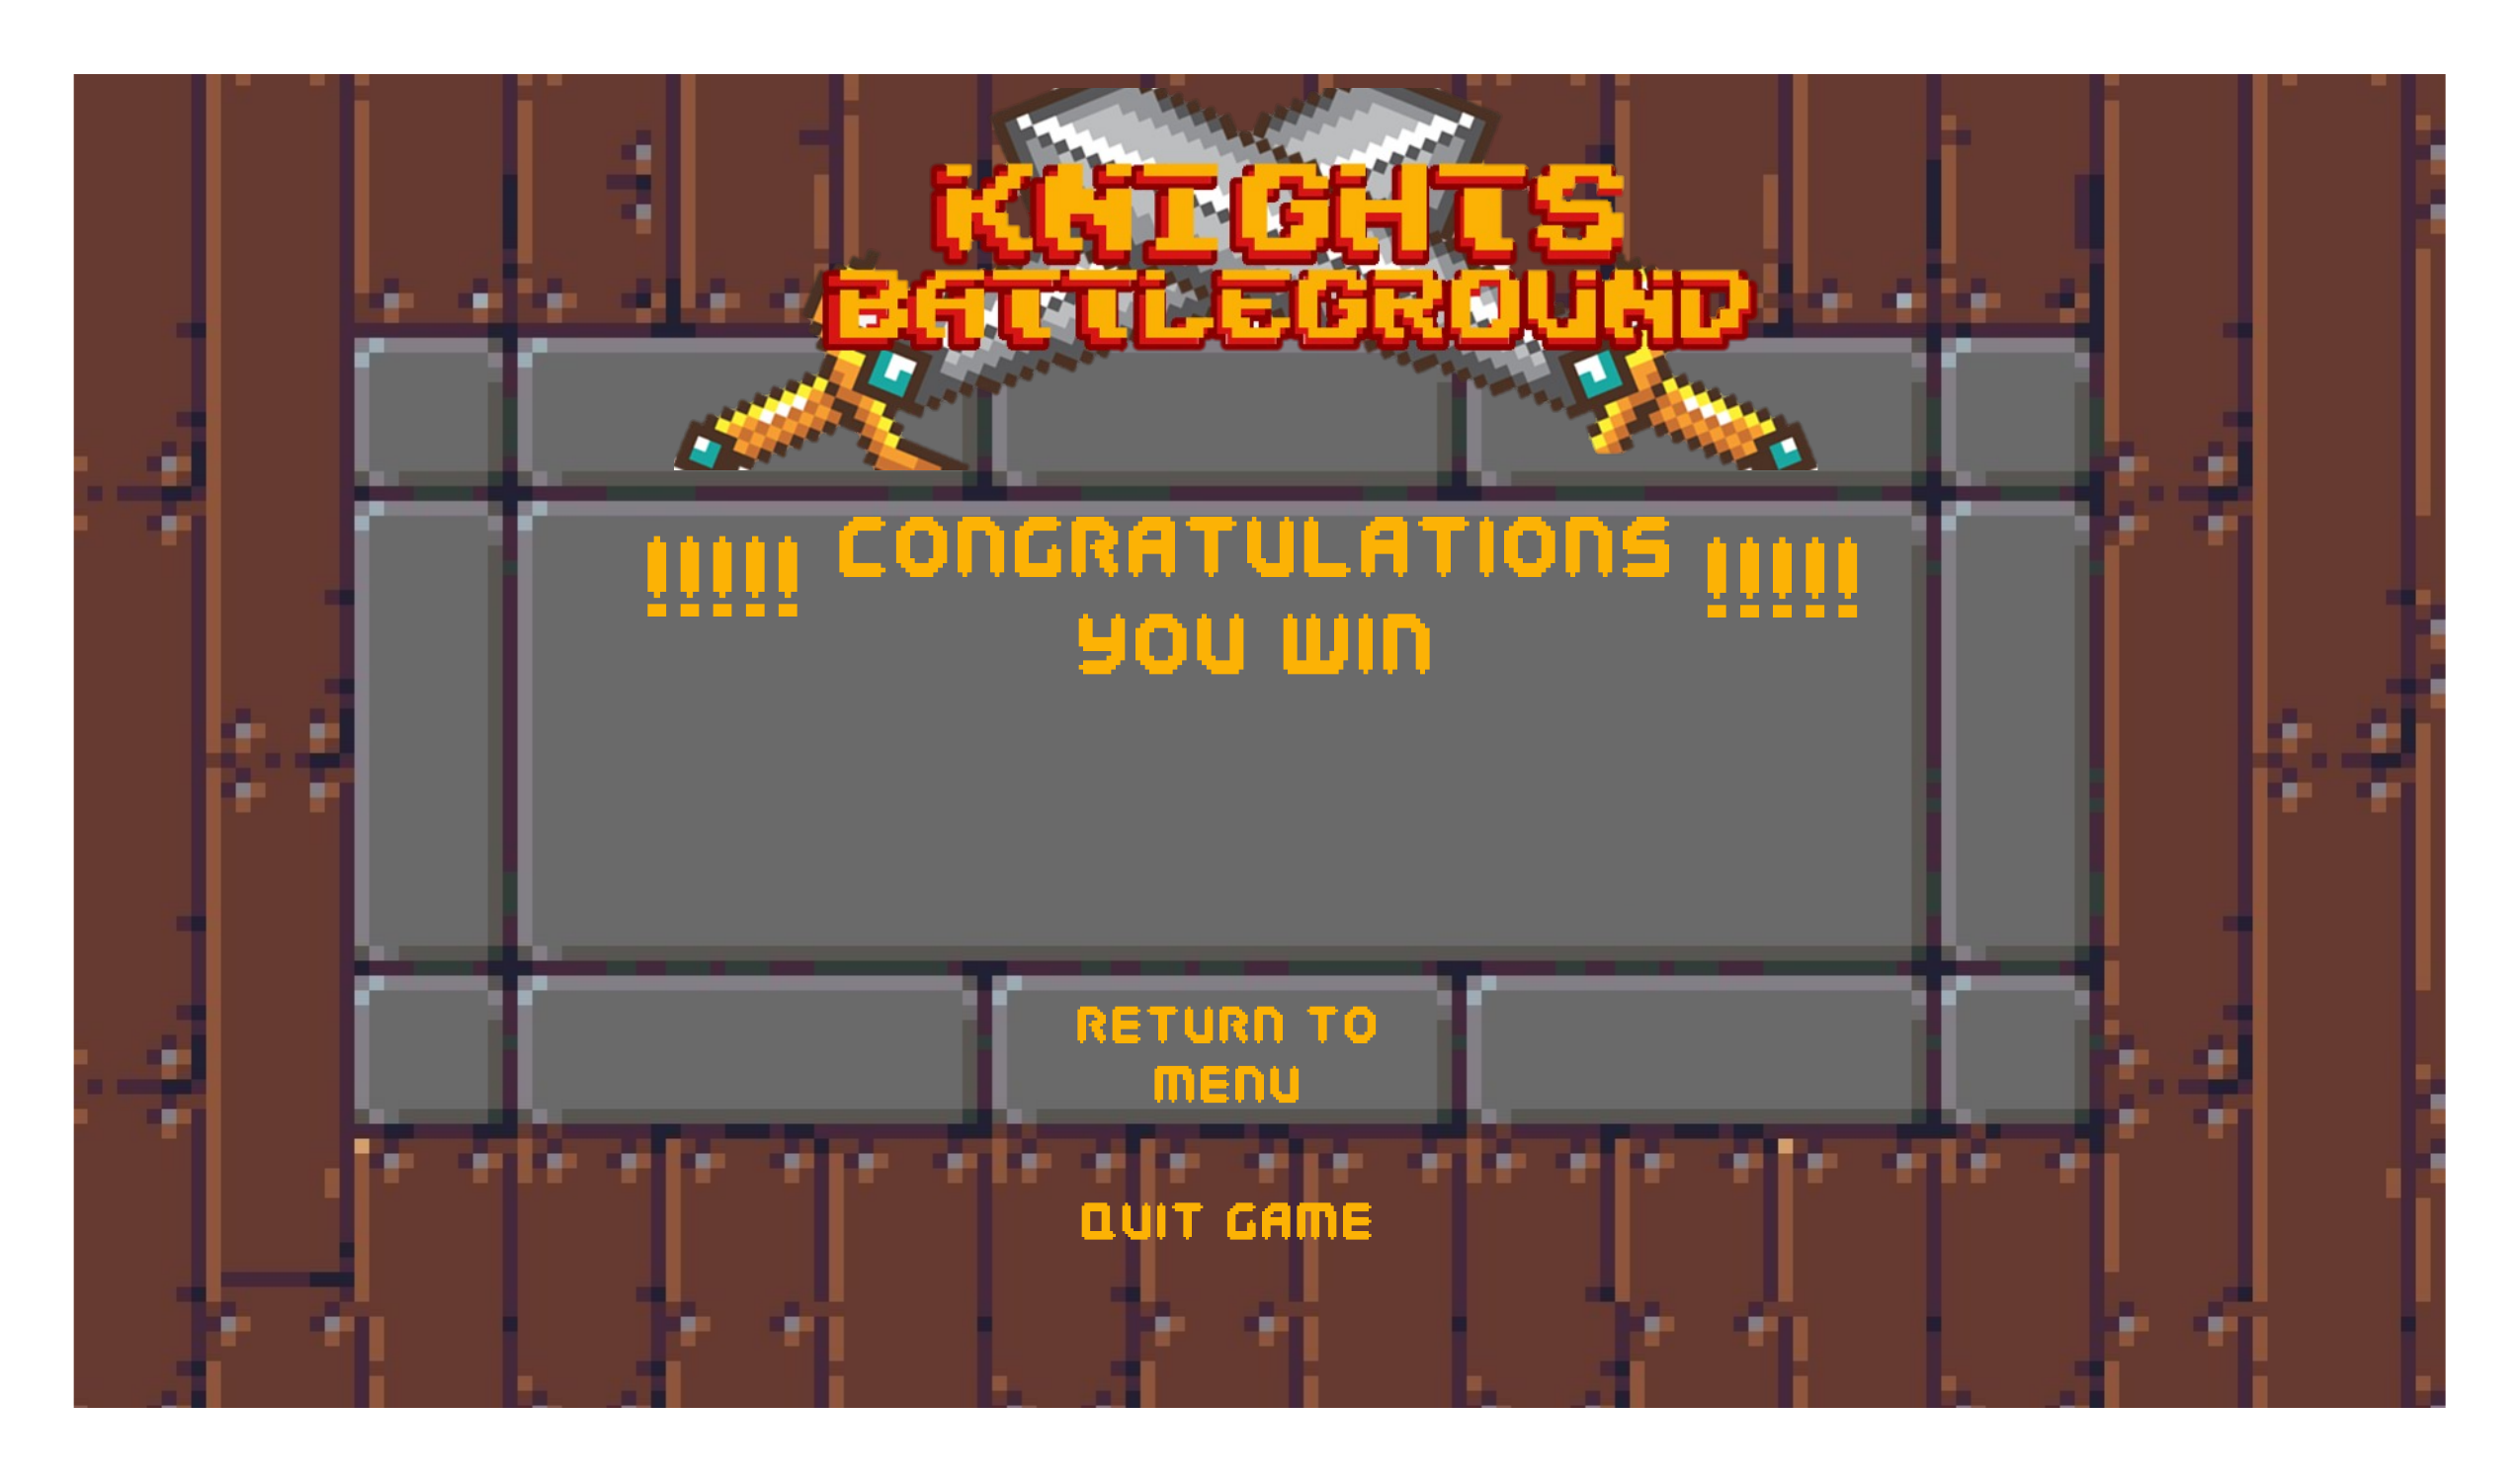 KNIGHTS
BATTLEGROUND
!!!!! CONGRATULATIONS !!!!!
YOU WIN
RETURN TO
MENU
QUIT GAME